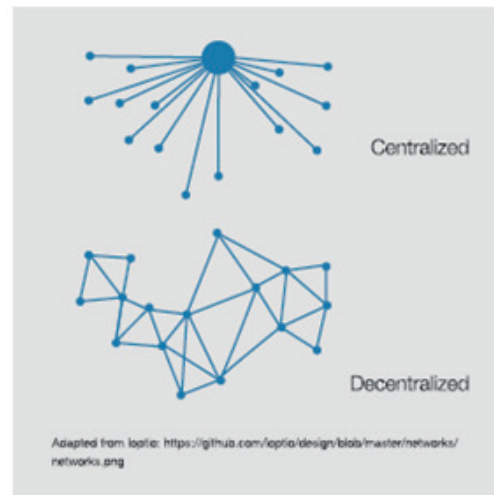 Centralized
Decentralized
Adapted from Ioptio: https://github.com/ioptio/design/blob/master/networks/
networks.png